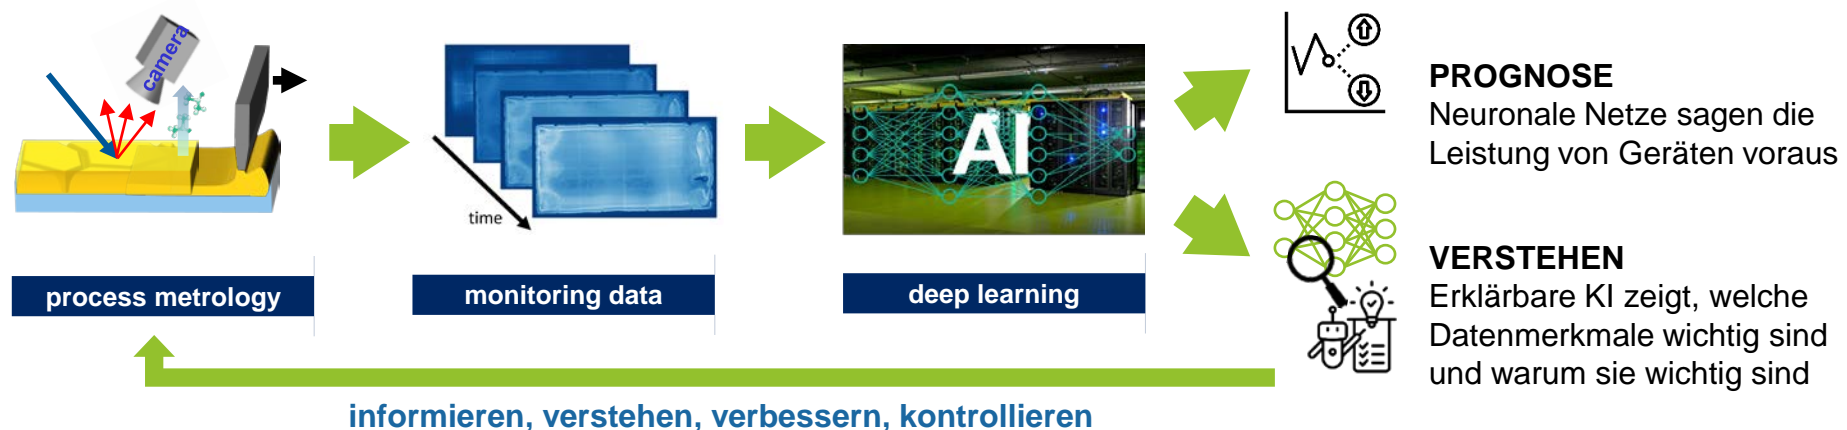 camera
process metrology
time
monitoring data
AI
deep learning
PROGNOSE
Neuronale Netze sagen die
Leistung von Geräten voraus
VERSTEHEN
Erklärbare KI zeigt, welche
Datenmerkmale wichtig sind
und warum sie wichtig sind
informieren, verstehen, verbessern, kontrollieren